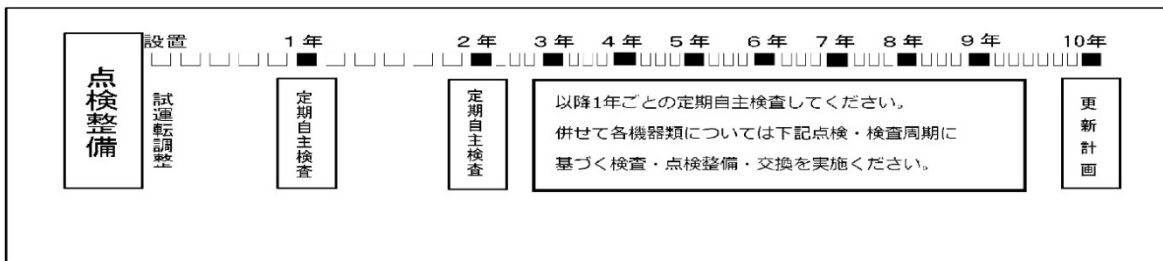 点検整備
設置 1年 2年 3年 4年 5年 6年 7年 8年 9年 10年
試運転調整
定期自主検査
定期自主検査
以降1年ごとの定期自主検査してください。
併せて各機器類については下記点検・検査周期に
基づく検査・点検整備・交換を実施ください。
更新計画